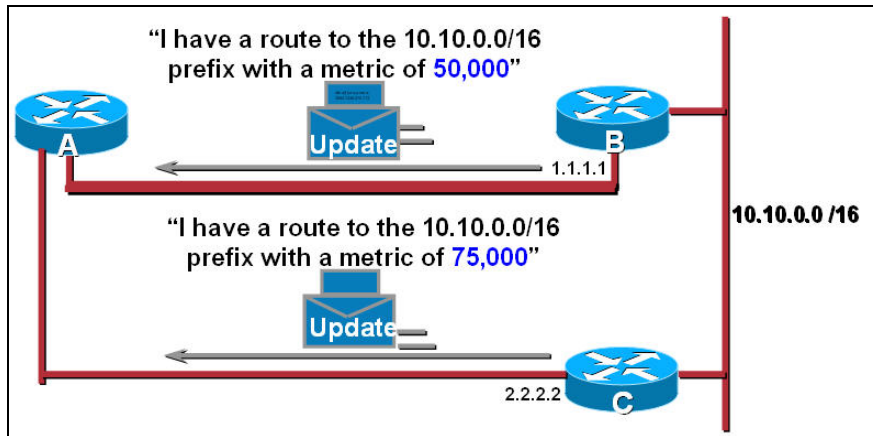 “I have a route to the 10.10.0.0/16
prefix with a metric of 50,000”
A
Update
B
1.1.1.1
10.10.0.0 /16
“I have a route to the 10.10.0.0/16
prefix with a metric of 75,000”
Update
2.2.2.2
C